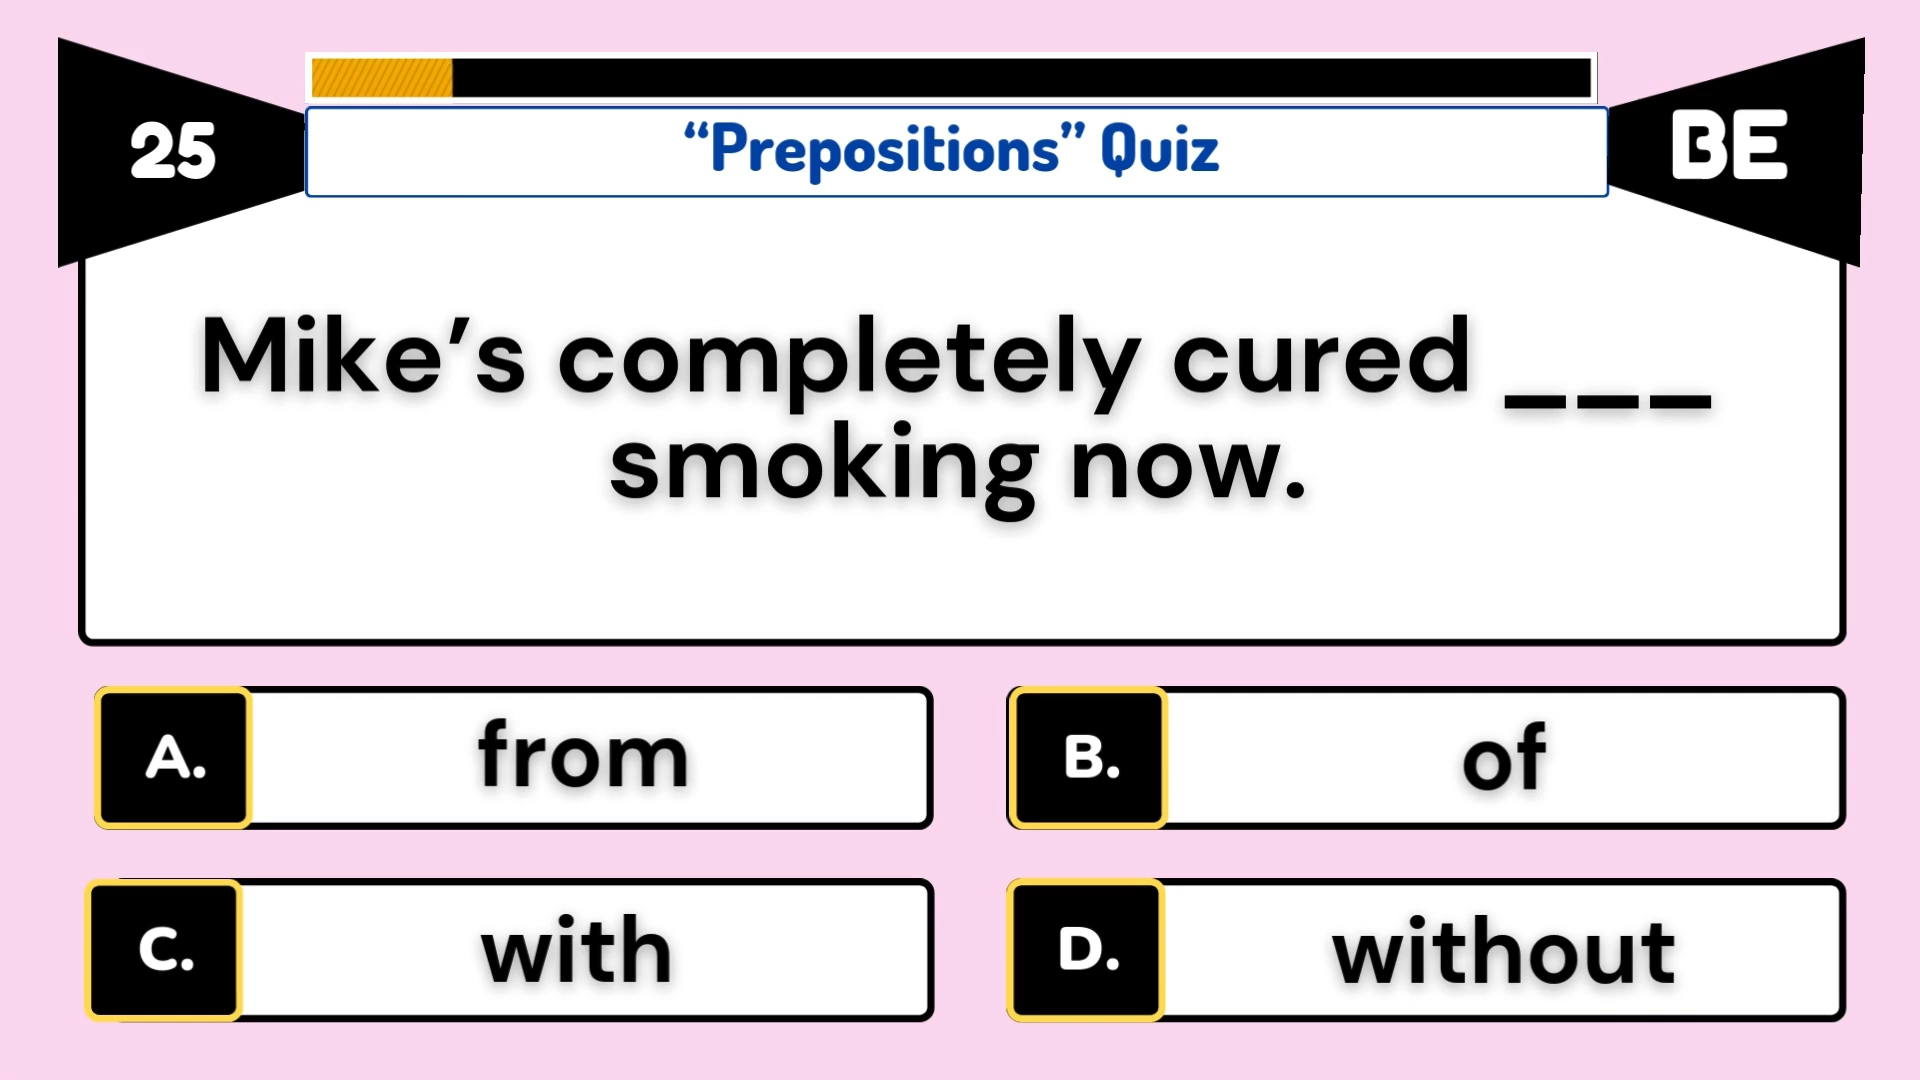 25
“Prepositions” Quiz
BE
Mike’s completely cured ___
smoking now.
A. from
B. of
C. with
D. without